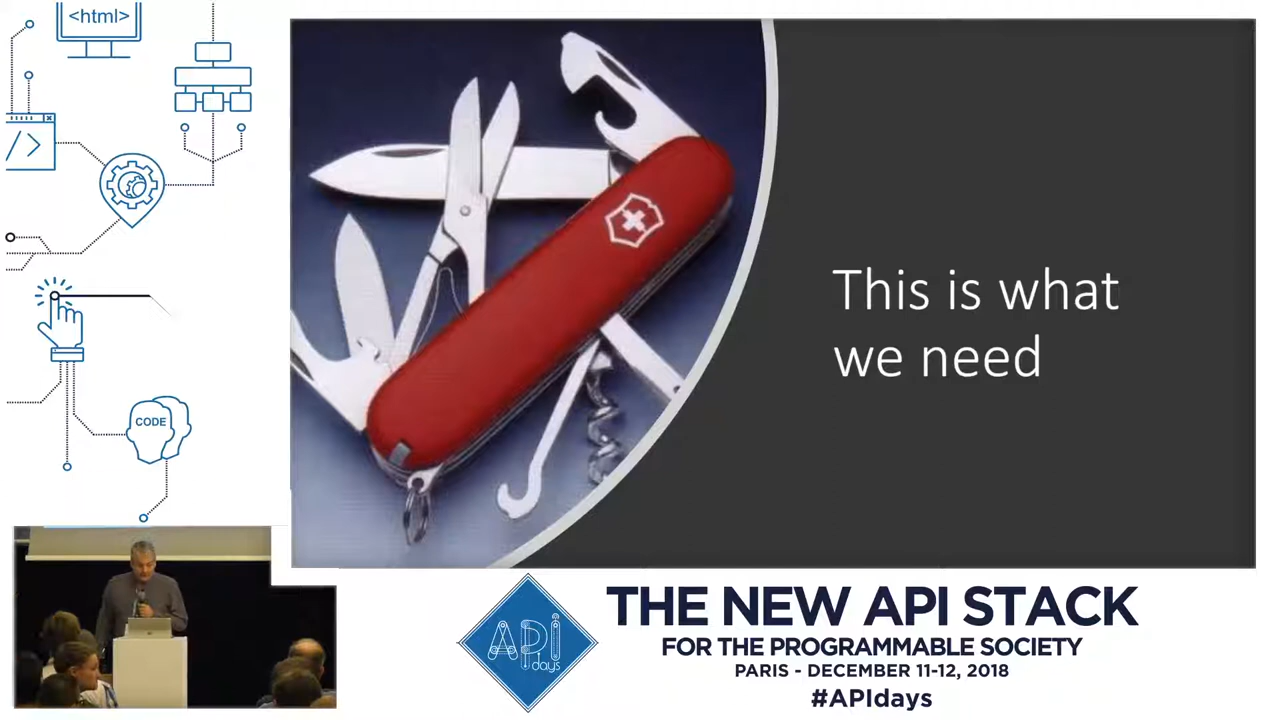 <html>
</>
CODE
This is what
we need
API
days
THE NEW API STACK
FOR THE PROGRAMMABLE SOCIETY
PARIS - DECEMBER 11-12, 2018
#APIdays